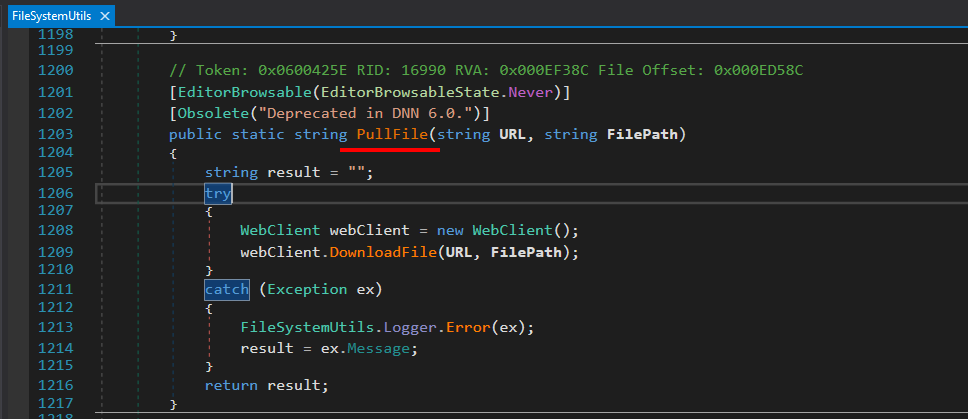 FileSystemUtils ×
1198 }
1199
1200 // Token: 0x0600425E RID: 16990 RVA: 0x000EF38C File Offset: 0x000ED58C
1201 [EditorBrowsable(EditorBrowsableState.Never)]
1202 [Obsolete("Deprecated in DNN 6.0.")]
1203 public static string PullFile(string URL, string FilePath)
1204 {
1205 string result = "";
1206 try
1207 {
1208 WebClient webClient = new WebClient();
1209 webClient.DownloadFile(URL, FilePath);
1210 }
1211 catch (Exception ex)
1212 {
1213 FileSystemUtils.Logger.Error(ex);
1214 result = ex.Message;
1215 }
1216 return result;
1217 }
1218